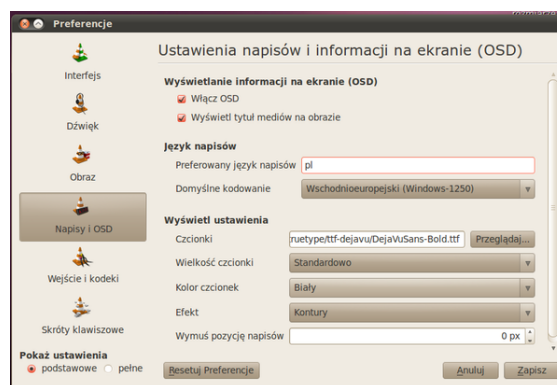 Preferencje
Interfejs
Dźwięk
Obraz
Napisy i OSD
Wejście i kodeki
Skróty klawiszowe
Pokaż ustawienia
podstawowe pełne
Ustawienia napisów i informacji na ekranie (OSD)
Wyświetlanie informacji na ekranie (OSD)
Włącz OSD
Wyświetl tytuł mediów na obrazie
Język napisów
Preferowany język napisów pl
Domyślne kodowanie Wschodnioeuropejski (Windows-1250)
Wyświetl ustawienia
Czcionki ruetype/ttf-dejavu/DejaVuSans-Bold.ttf Przeglądaj...
Wielkość czcionki Standardowo
Kolor czcionek Biały
Efekt Kontury
Wymuś pozycję napisów 0 px
Resetuj Preferencje Anuluj Zapisz